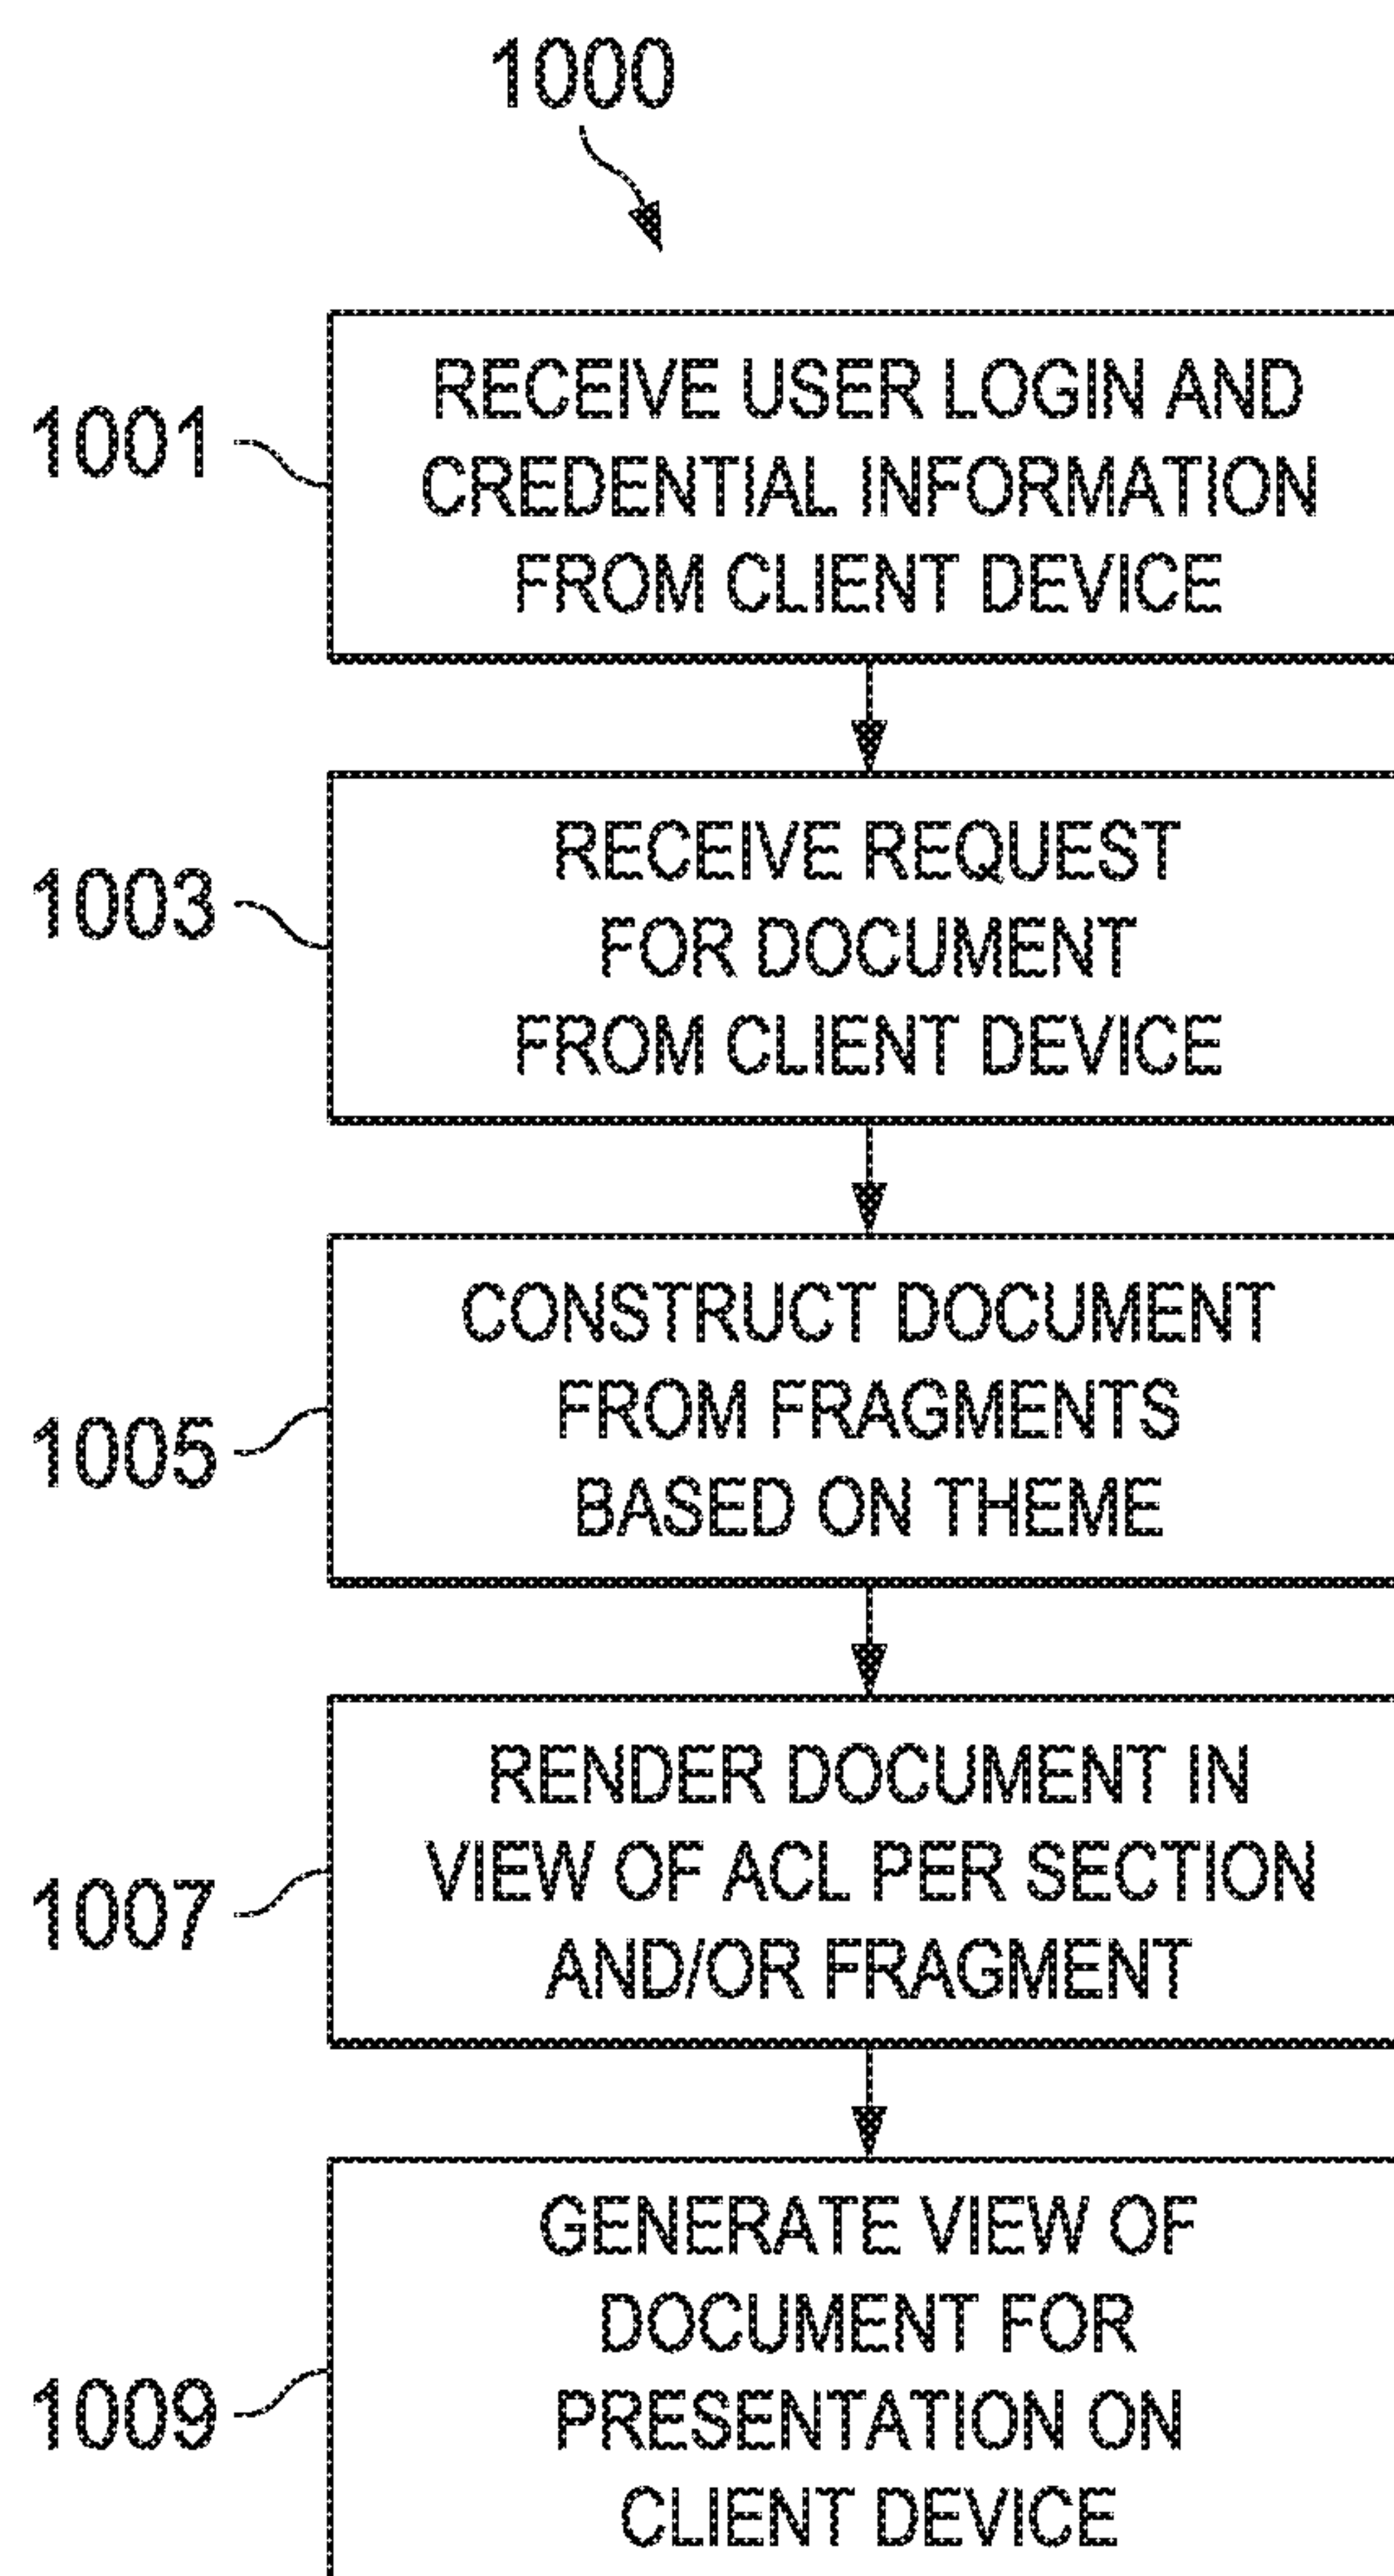 1000
1001
RECEIVE USER LOGIN AND
CREDENTIAL INFORMATION
FROM CLIENT DEVICE
1003
RECEIVE REQUEST
FOR DOCUMENT
FROM CLIENT DEVICE
1005
CONSTRUCT DOCUMENT
FROM FRAGMENTS
BASED ON THEME
1007
RENDER DOCUMENT IN
VIEW OF ACL PER SECTION
AND/OR FRAGMENT
1009
GENERATE VIEW OF
DOCUMENT FOR
PRESENTATION ON
CLIENT DEVICE